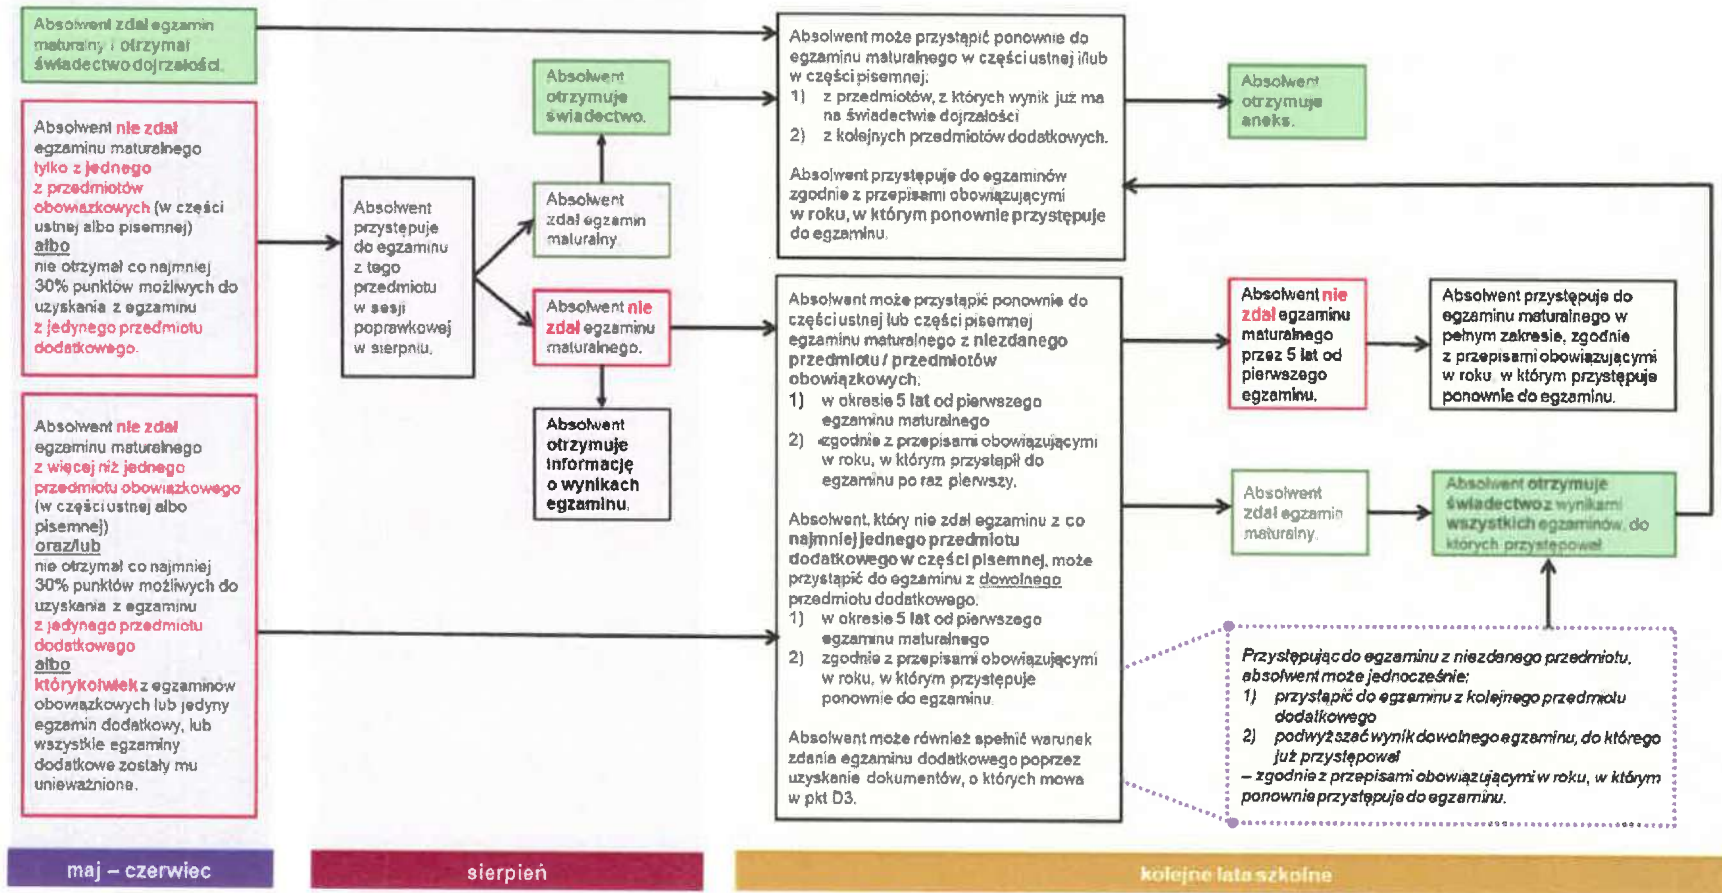 Absolwent zdał egzamin
maturalny i otrzymał
świadectwo dojrzałości.
Absolwent nie zdał
egzaminu maturalnego
tylko z jednego
z przedmiotów
obowiązkowych (w części
ustnej albo pisemnej)
albo
nie otrzymał co najmniej
30% punktów możliwych do
uzyskania z egzaminu
z jedynego przedmiotu
dodatkowego.
Absolwent nie zdał
egzaminu maturalnego
z więcej niż jednego
przedmiotu obowiązkowego
(w części ustnej albo
pisemnej)
oraz/lub
nie otrzymał co najmniej
30% punktów możliwych do
uzyskania z egzaminu
z jedynego przedmiotu
dodatkowego
albo
którykolwiek z egzaminów
obowiązkowych lub jedyny
egzamin dodatkowy, lub
wszystkie egzaminy
dodatkowe zostały mu
unieważnione.
maj – czerwiec
Absolwent
przystępuje
do egzaminu
z tego
przedmiotu
w sesji
poprawkowej
w sierpniu.
Absolwent
otrzymuje
świadectwo.
Absolwent
zdał egzamin
maturalny.
Absolwent nie
zdał egzaminu
maturalnego.
Absolwent
otrzymuje
informację
o wynikach
egzaminu.
sierpień
Absolwent może przystąpić ponownie do
egzaminu maturalnego w części ustnej i/lub
w części pisemnej:
1) z przedmiotów, z których wynik już ma
na świadectwie dojrzałości
2) z kolejnych przedmiotów dodatkowych.
Absolwent przystępuje do egzaminów
zgodnie z przepisami obowiązującymi
w roku, w którym ponownie przystępuje
do egzaminu.
Absolwent może przystąpić ponownie do
części ustnej lub części pisemnej
egzaminu maturalnego z niezdanego
przedmiotu / przedmiotów
obowiązkowych:
1) w okresie 5 lat od pierwszego
egzaminu maturalnego
2) zgodnie z przepisami obowiązującymi
w roku, w którym przystąpił do
egzaminu po raz pierwszy.
Absolwent, który nie zdał egzaminu z co
najmniej jednego przedmiotu
dodatkowego w części pisemnej, może
przystąpić do egzaminu z dowolnego
przedmiotu dodatkowego:
1) w okresie 5 lat od pierwszego
egzaminu maturalnego
2) zgodnie z przepisami obowiązującymi
w roku, w którym przystępuje
ponownie do egzaminu.
Absolwent może również spełnić warunek
zdania egzaminu dodatkowego poprzez
uzyskanie dokumentów, o których mowa
w pkt D3.
Absolwent
otrzymuje
aneks.
Absolwent nie
zdał egzaminu
maturalnego
przez 5 lat od
pierwszego
egzaminu.
Absolwent przystępuje do
egzaminu maturalnego w
pełnym zakresie, zgodnie
z przepisami obowiązującymi
w roku, w którym przystępuje
ponownie do egzaminu.
Absolwent
zdał egzamin
maturalny.
Absolwent otrzymuje
świadectwo z wynikami
wszystkich egzaminów, do
których przystępował
Przystępując do egzaminu z niezdanego przedmiotu,
absolwent może jednocześnie:
1) przystąpić do egzaminu z kolejnego przedmiotu
dodatkowego
2) podwyższać wynik dowolnego egzaminu, do którego
już przystępował
– zgodnie z przepisami obowiązującymi w roku, w którym
ponownie przystępuje do egzaminu.
kolejne lata szkolne